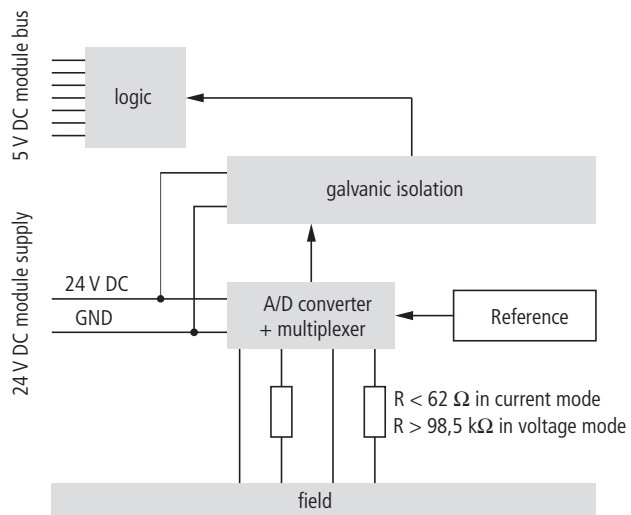 5 V DC module bus
logic
galvanic isolation
24 V DC module supply
24 V DC
GND
A/D converter
+ multiplexer
Reference
R < 62 Ω in current mode
R > 98,5 kΩ in voltage mode
field